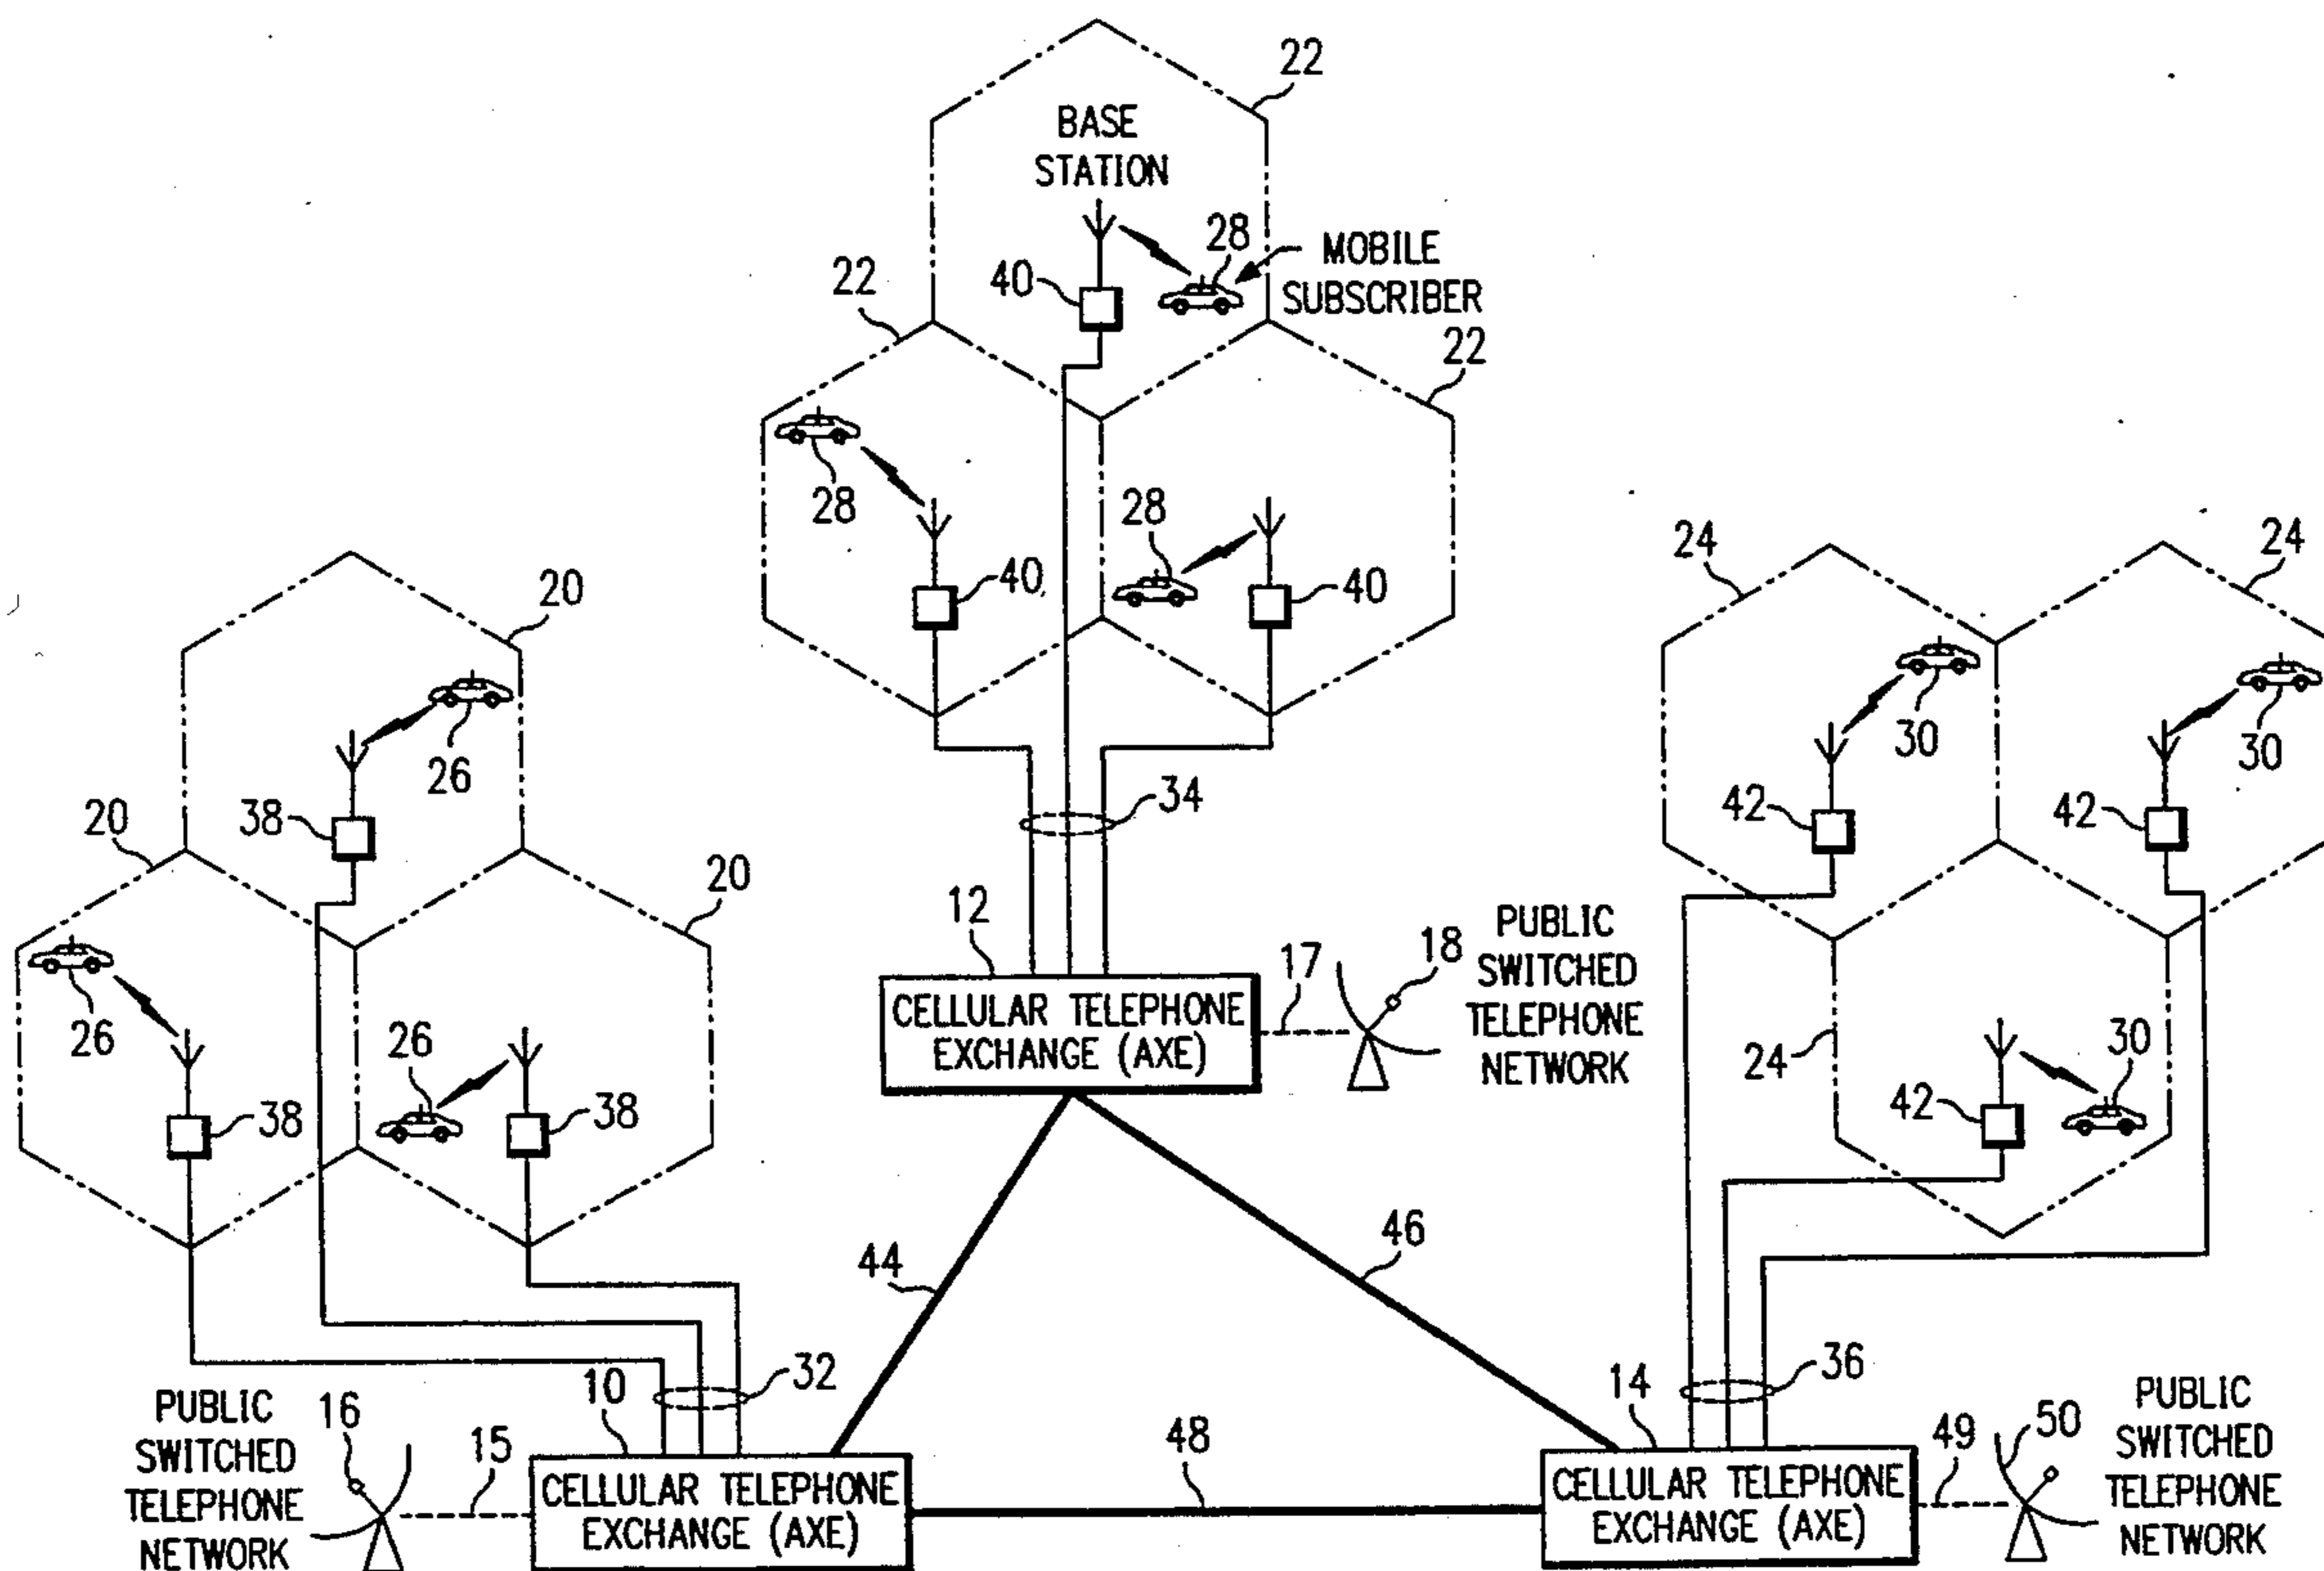 22
BASE
STATION
28
MOBILE
SUBSCRIBER
40
22
22
28
28
40
40
20
24
24
26
30
30
38
42
42
34
20
20
12
17
18
PUBLIC
SWITCHED
TELEPHONE
NETWORK
CELLULAR TELEPHONE
EXCHANGE (AXE)
26
26
38
38
24
42
30
44
46
32
10
36
14
PUBLIC
SWITCHED
TELEPHONE
NETWORK
16
15
CELLULAR TELEPHONE
EXCHANGE (AXE)
48
CELLULAR TELEPHONE
EXCHANGE (AXE)
49
50
PUBLIC
SWITCHED
TELEPHONE
NETWORK